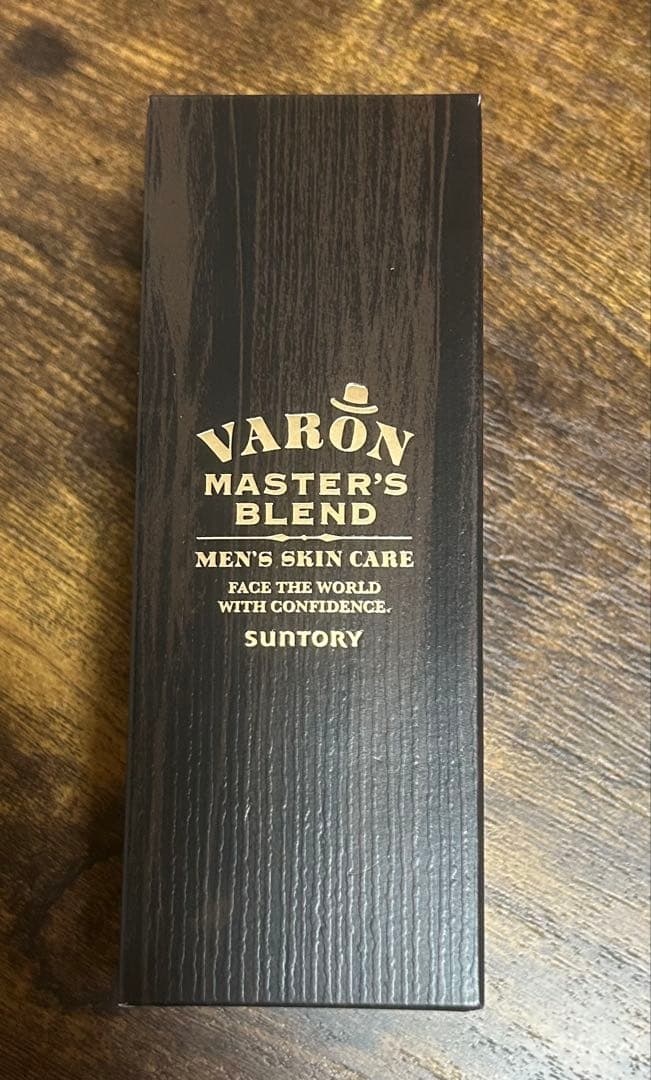 VARON
MASTER'S
BLEND
MEN'S SKIN CARE
FACE THE WORLD
WITH CONFIDENCE.
SUNTORY